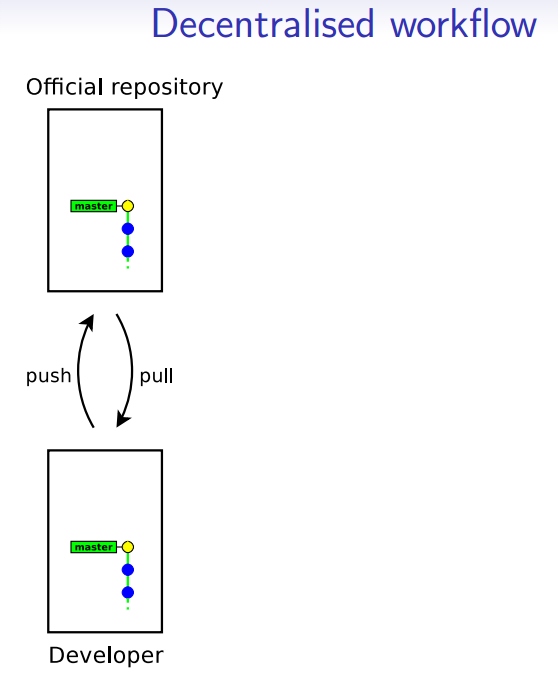 Decentralised workflow
Official repository
master
push
pull
master
Developer